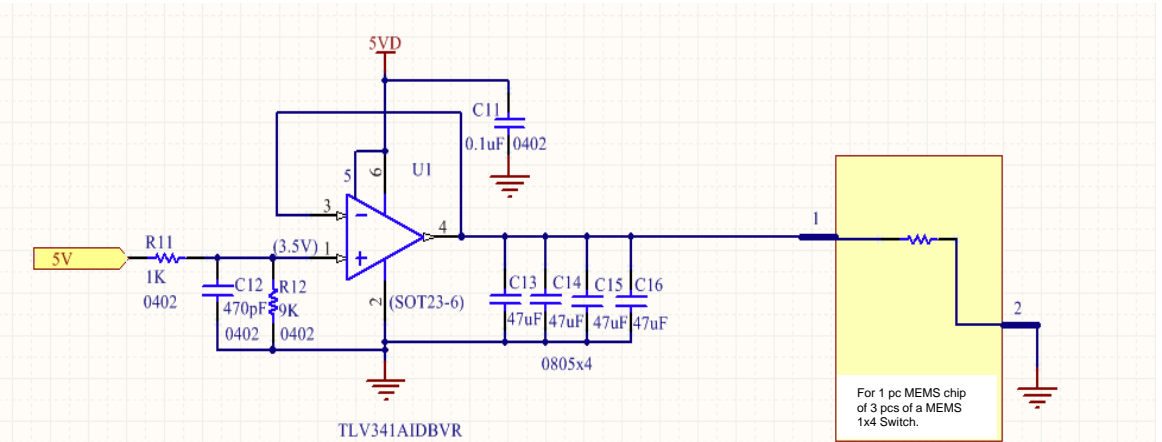 5VD
C11
0.1uF 0402
5
6
U1
3
4
1
5V
R11
1K
0402
(3.5V) 1
C12
470pF
0402
R12
9K
0402
2
(SOT23-6)
C13
47uF
C14
47uF
C15
47uF
C16
47uF
0805x4
2
For 1 pc MEMS chip
of 3 pcs of a MEMS
1x4 Switch.
TLV341AIDBVR